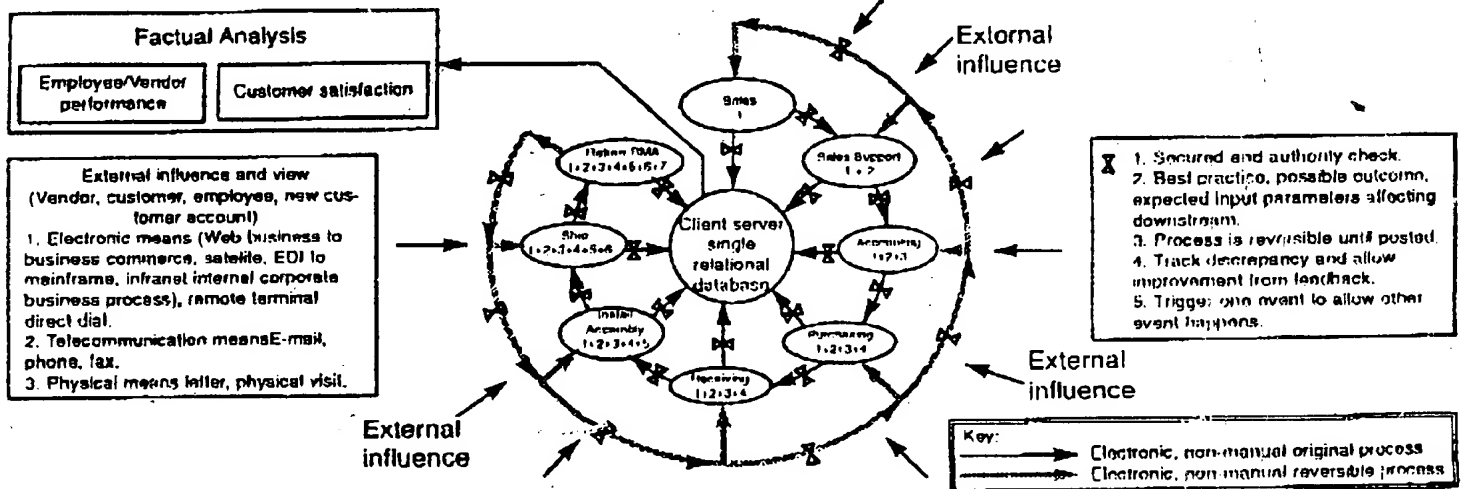 Factual Analysis
Employee/Vendor
performance
Customer satisfaction
External influence and view
(Vendor, customer, employee, new cus-
tomer account)
1. Electronic means (Web business to
business commerce, satelite, EDI to
mainframe, infranet internal corporate
business process), remote terminal
direct dial.
2. Telecommunication meansE-mail,
phone, fax.
3. Physical means letter, physical visit.
External
influence
Sales
1
Sales Support
1 + 2
Accounting
1+2+3
Purchasing
1+2+3+4
Receiving
1+2+3+4
Install
Assembly
1+2+3+4+5
Ship
1+2+3+4+5+6
Return RMA
1+2+3+4+5+6+7
Client server
single
relational
database
External
influence
External
influence
1. Secured and authority check.
2. Best practice, possible outcome,
expected input parameters affecting
downstream.
3. Process is reversible until posted.
4. Track discrepancy and allow
improvement from feedback.
5. Trigger one event to allow other
event happens.
Key:
Electronic, non-manual original process
Electronic, non-manual reversible process